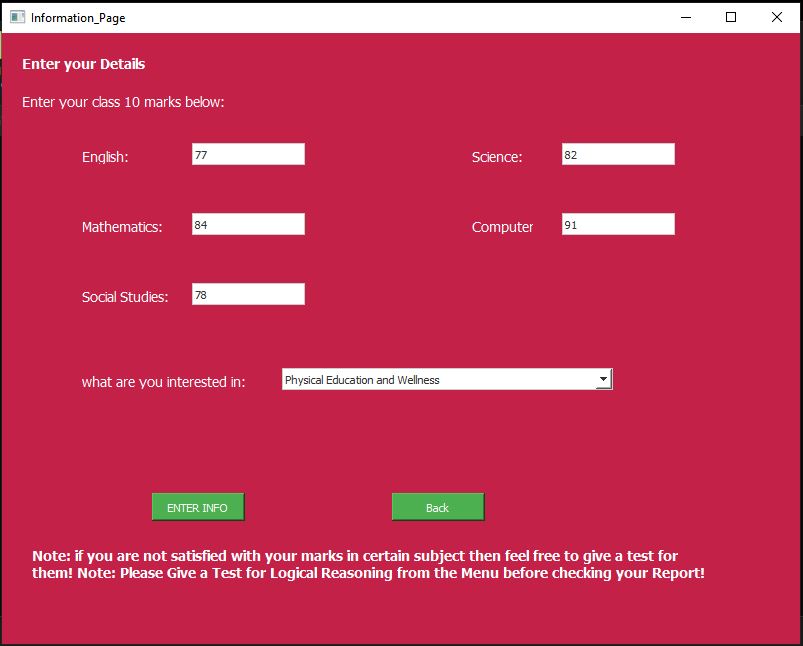 Information_Page
Enter your Details
Enter your class 10 marks below:
English: 77 Science: 82
Mathematics: 84 Computer 91
Social Studies: 78
what are you interested in: Physical Education and Wellness
ENTER INFO Back
Note: if you are not satisfied with your marks in certain subject then feel free to give a test for
them! Note: Please Give a Test for Logical Reasoning from the Menu before checking your Report!